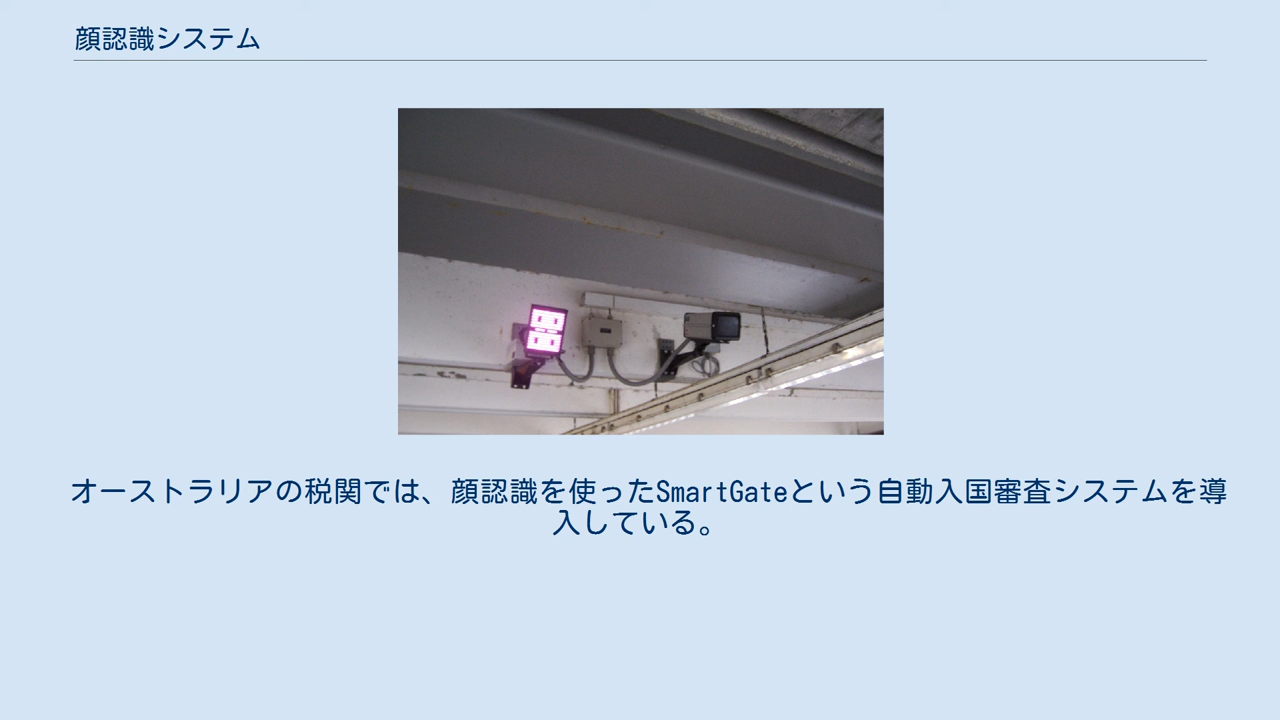 顔認識システム
オーストラリアの税関では、顔認識を使ったSmartGateという自動入国審査システムを導
入している。